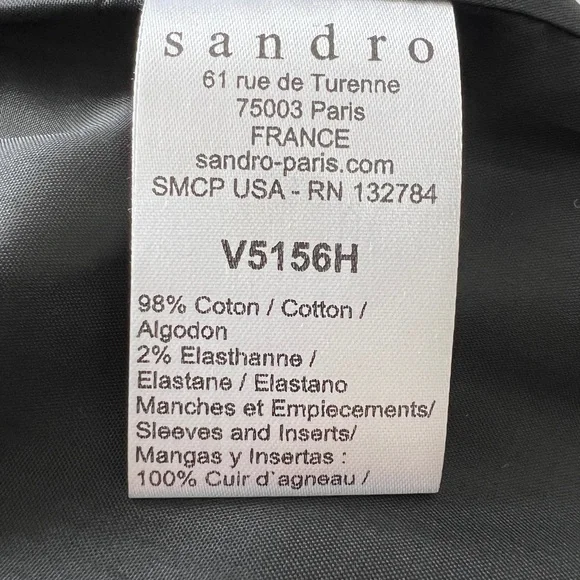 sandro
61 rue de Turenne
75003 Paris
FRANCE
sandro-paris.com
SMCP USA - RN 132784
V5156H
98% Coton / Cotton /
Algodon
2% Elasthanne /
Elastane / Elastano
Manches et Empiecements/
Sleeves and Inserts/
Mangas y Insertas :
100% Cuir d`agneau /